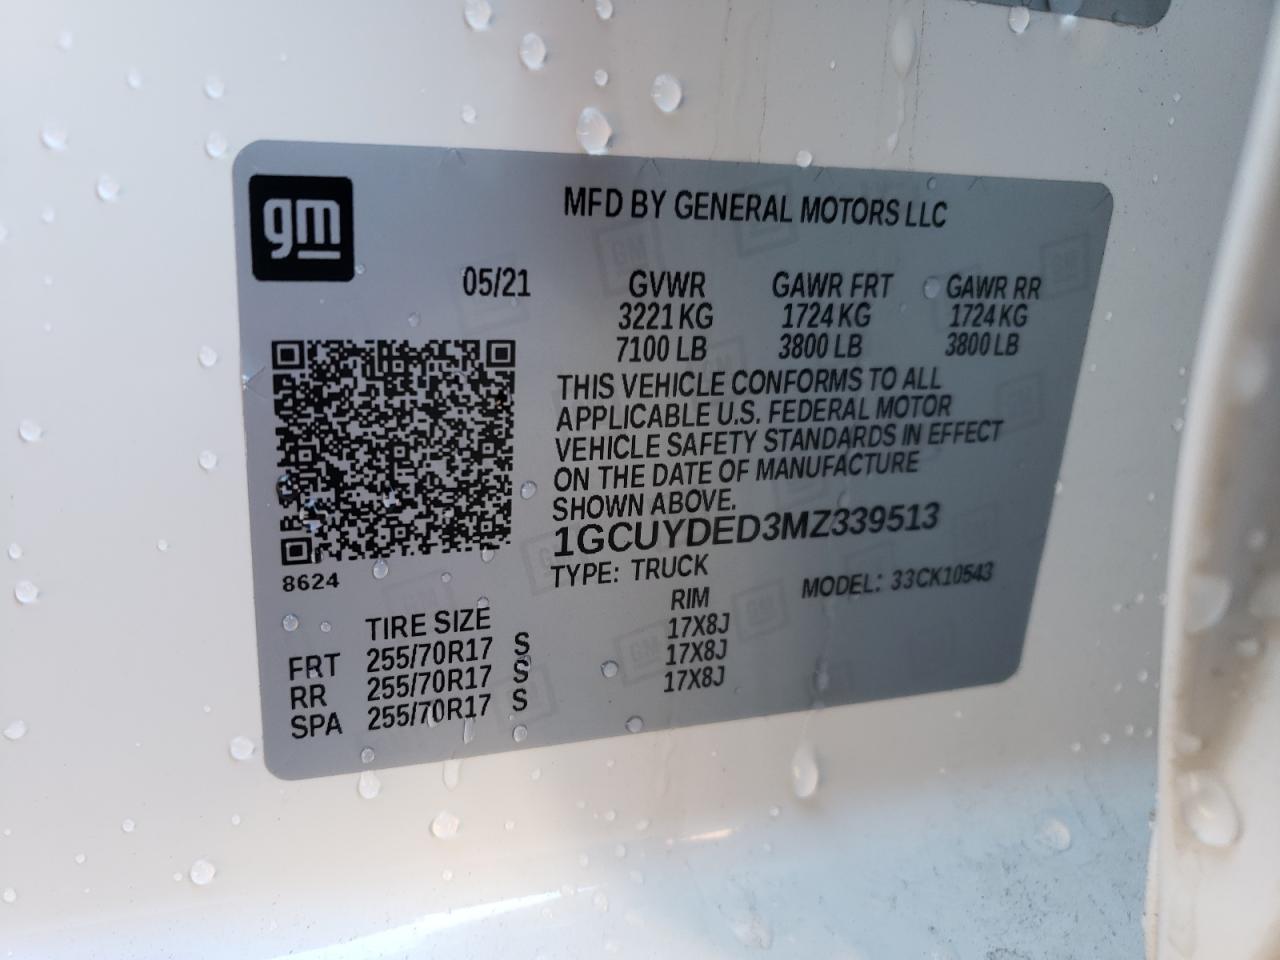 gm
MFD BY GENERAL MOTORS LLC
05/21 GVWR GAWR FRT GAWR RR
3221 KG 1724 KG 1724 KG
7100 LB 3800 LB 3800 LB
THIS VEHICLE CONFORMS TO ALL
APPLICABLE U.S. FEDERAL MOTOR
VEHICLE SAFETY STANDARDS IN EFFECT
ON THE DATE OF MANUFACTURE
SHOWN ABOVE.
1GCUYDED3MZ339513
8624
TYPE: TRUCK MODEL: 33CK10543
TIRE SIZE RIM
FRT 255/70R17 S 17X8J
RR 255/70R17 S 17X8J
SPA 255/70R17 S 17X8J